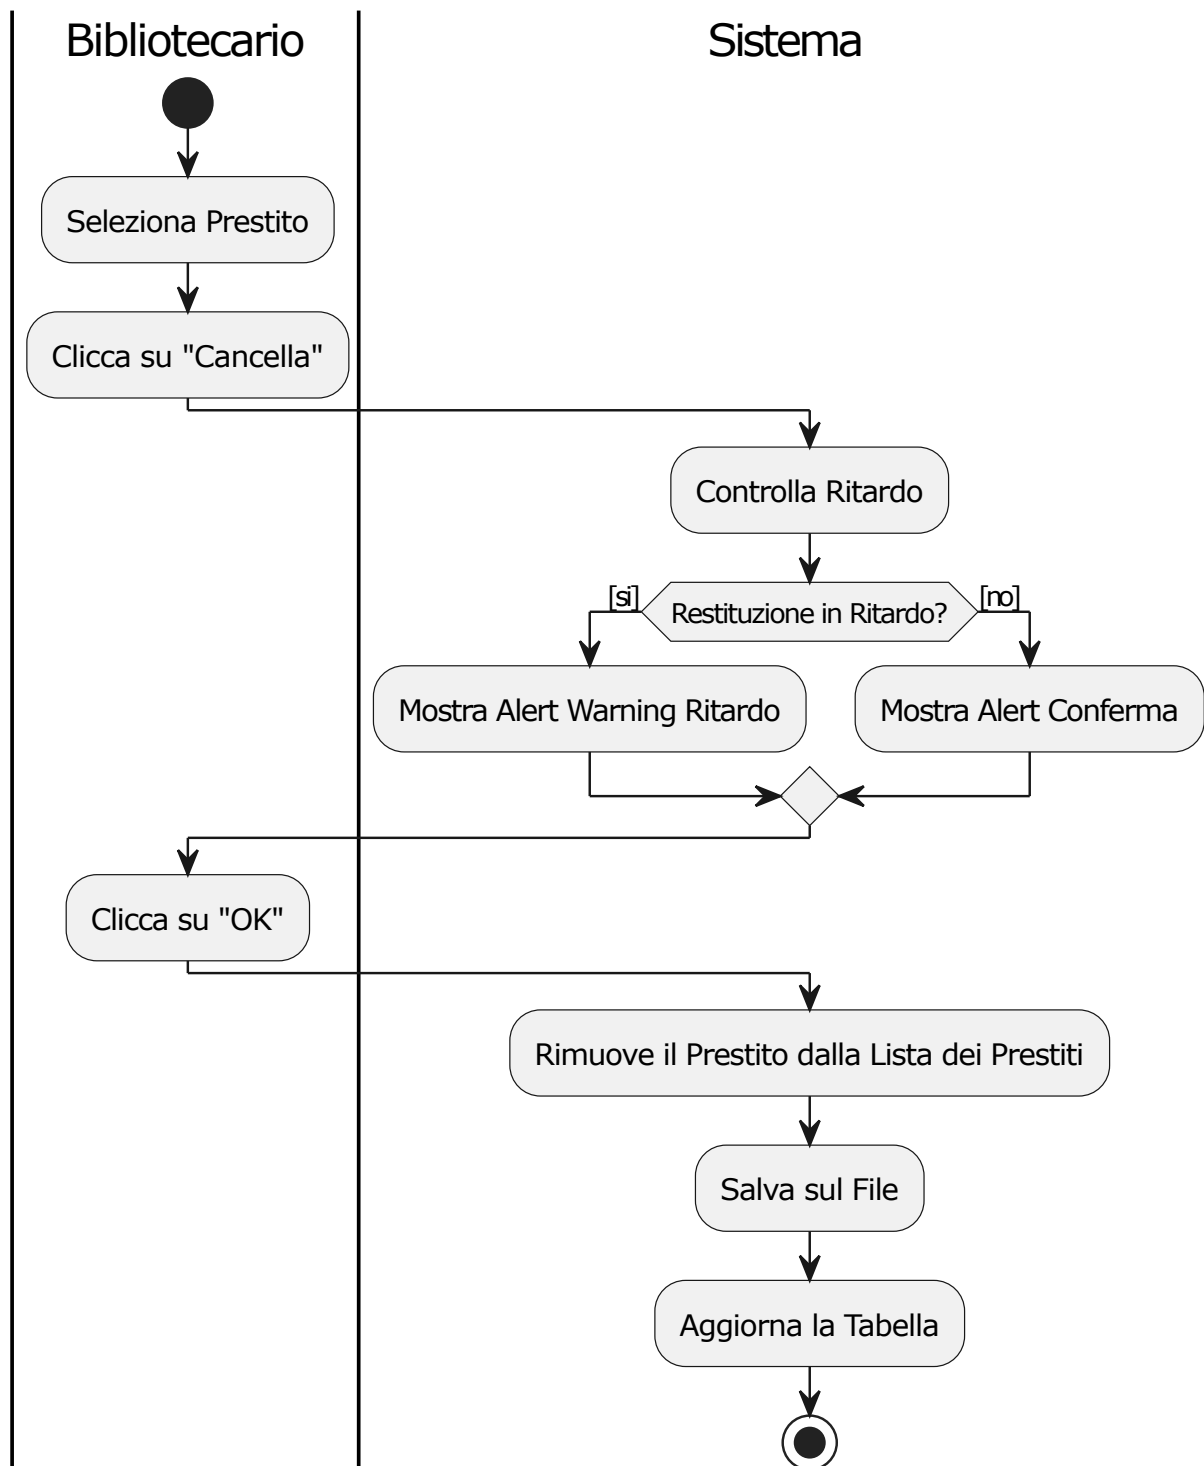 Bibliotecario
Sistema
Seleziona Prestito
Clicca su "Cancella"
Controlla Ritardo
[si]
Restituzione in Ritardo?
[no]
Mostra Alert Warning Ritardo
Mostra Alert Conferma
Clicca su "OK"
Rimuove il Prestito dalla Lista dei Prestiti
Salva sul File
Aggiorna la Tabella